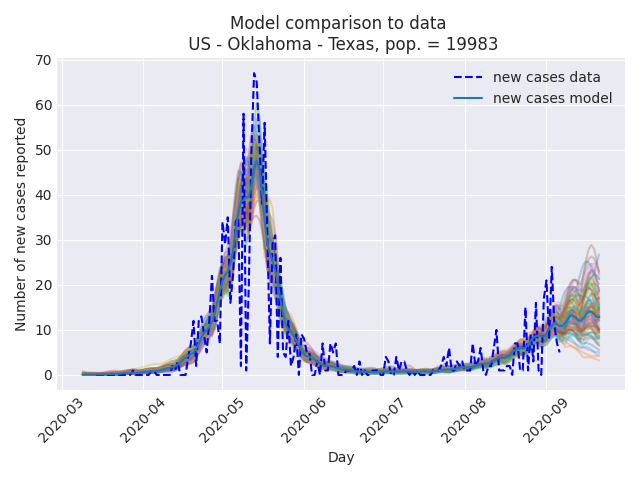 Model comparison to data
US - Oklahoma - Texas, pop. = 19983
new cases data
new cases model
Number of new cases reported
70
60
50
40
30
20
10
0
2020-03
2020-04
2020-05
2020-06
2020-07
2020-08
2020-09
Day